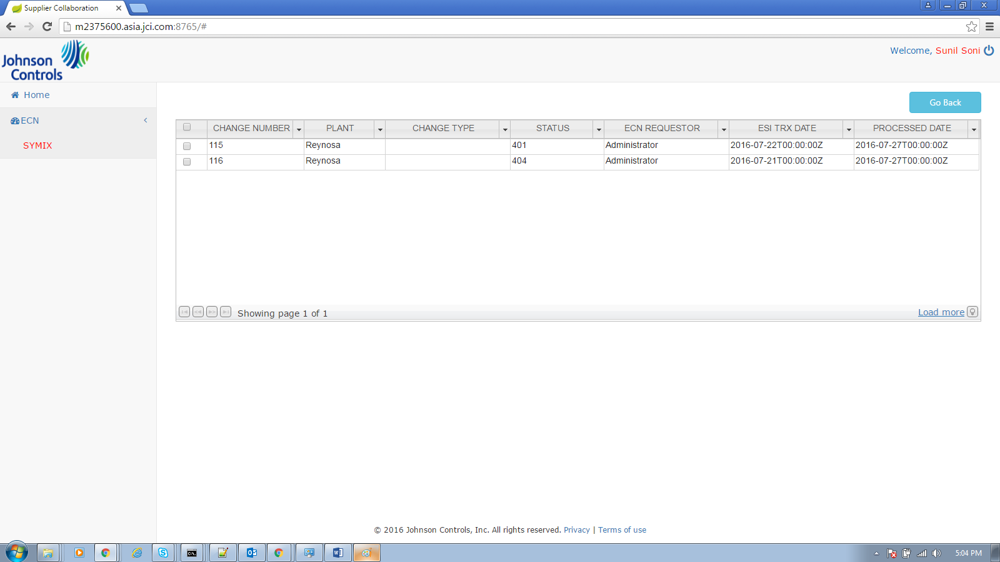 Supplier Collaboration
m2375600.asia.jci.com:8765/#
Johnson
Controls
Welcome, Sunil Soni
Home
ECN
SYMIX
Go Back
CHANGE NUMBER PLANT CHANGE TYPE STATUS ECN REQUESTOR ESI TRX DATE PROCESSED DATE
115 Reynosa 401 Administrator 2016-07-22T00:00:00Z 2016-07-27T00:00:00Z
116 Reynosa 404 Administrator 2016-07-21T00:00:00Z 2016-07-27T00:00:00Z
Showing page 1 of 1
Load more
© 2016 Johnson Controls, Inc. All rights reserved. Privacy | Terms of use
5:04 PM